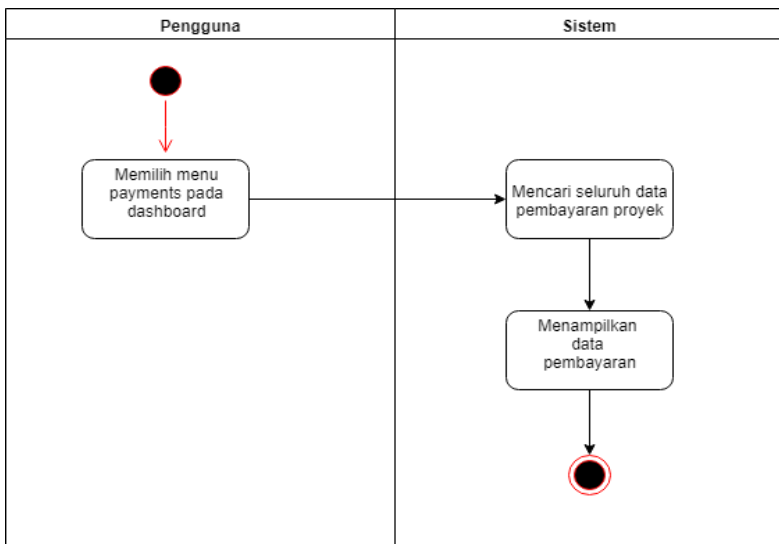 Pengguna
Sistem
Memilih menu
payments pada
dashboard
Mencari seluruh data
pembayaran proyek
Menampilkan
data
pembayaran